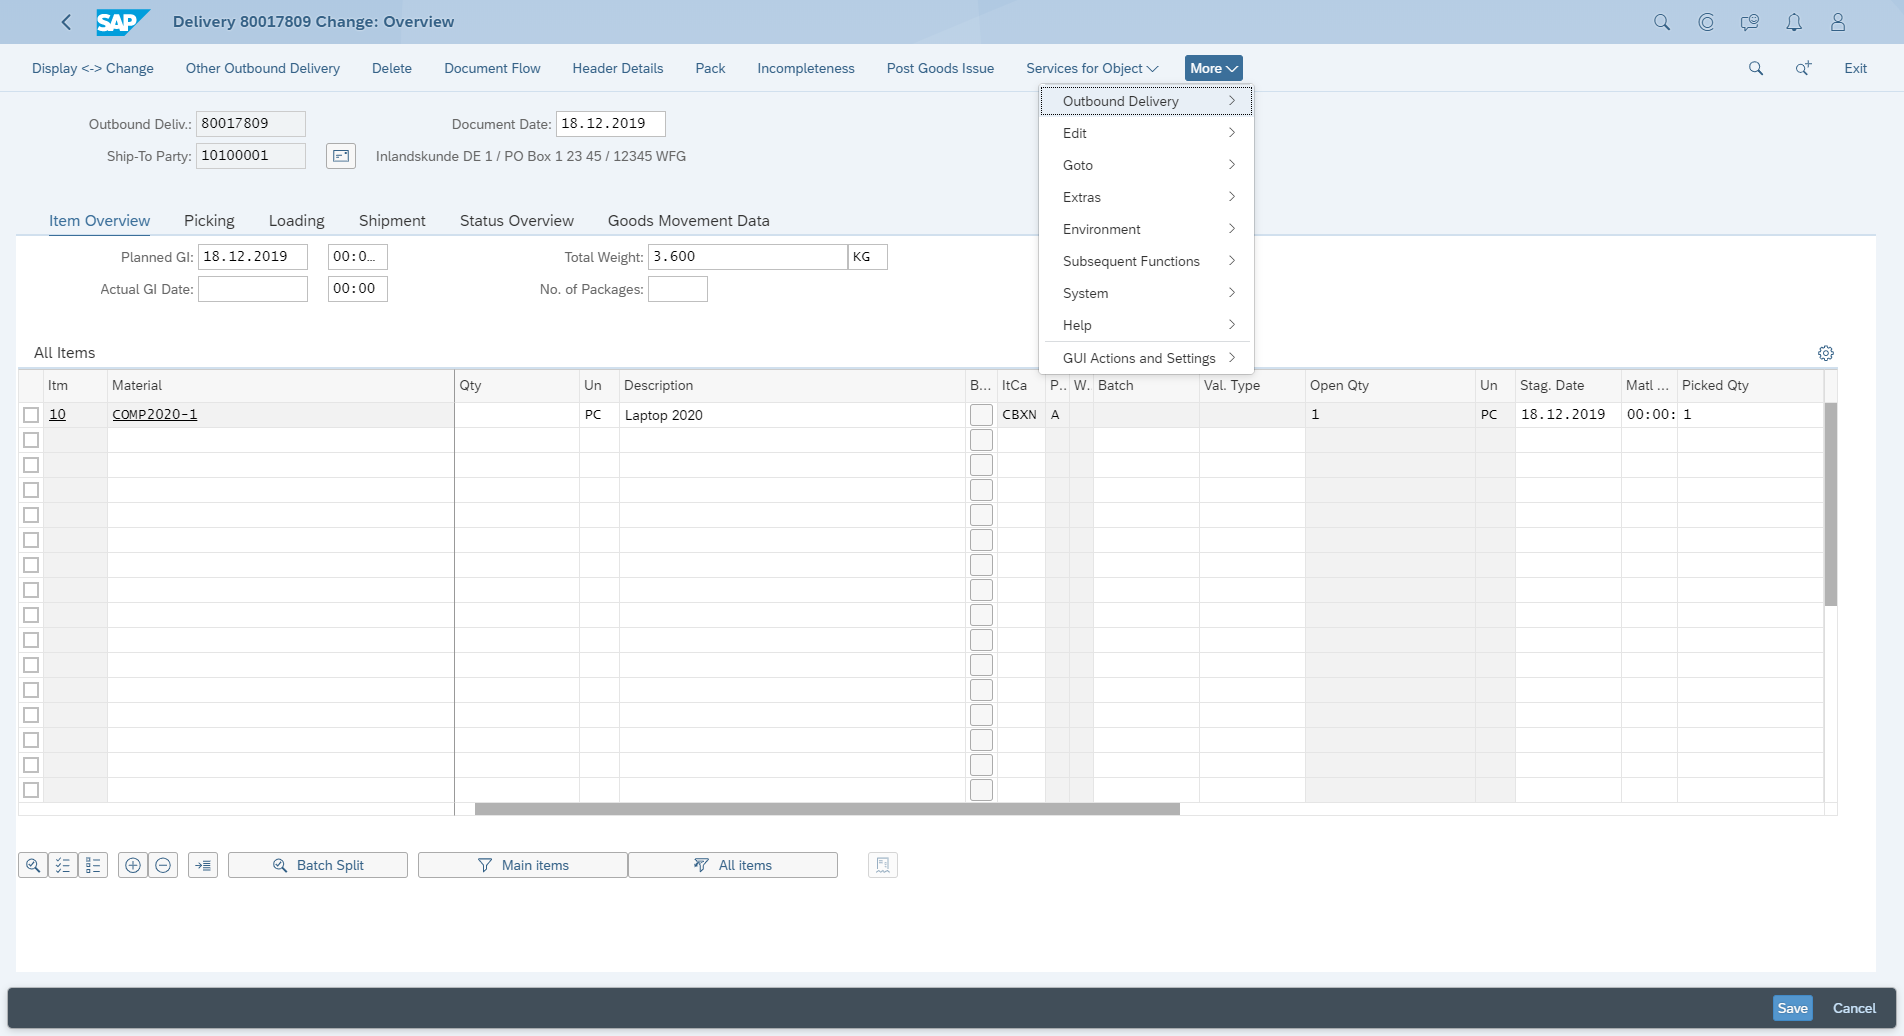 SAP Delivery 80017809 Change: Overview
Display <-> Change Other Outbound Delivery Delete Document Flow Header Details Pack Incompleteness Post Goods Issue Services for Object More Exit
Outbound Delivery
Edit
Goto
Extras
Environment
Subsequent Functions
System
Help
GUI Actions and Settings
Outbound Deliv.: 80017809 Document Date: 18.12.2019
Ship-To Party: 10100001 Inlandskunde DE 1 / PO Box 1 23 45 / 12345 WFG
Item Overview Picking Loading Shipment Status Overview Goods Movement Data
Planned GI: 18.12.2019 00:0... Total Weight: 3.600 KG
Actual GI Date: 00:00 No. of Packages:
All Items
Itm Material Qty Un Description B... ItCa P.. W. Batch Val. Type Open Qty Un Stag. Date Matl ... Picked Qty
10 COMP2020-1 PC Laptop 2020 CBXN A 1 PC 18.12.2019 00:00: 1
Batch Split Main items All items
Save Cancel